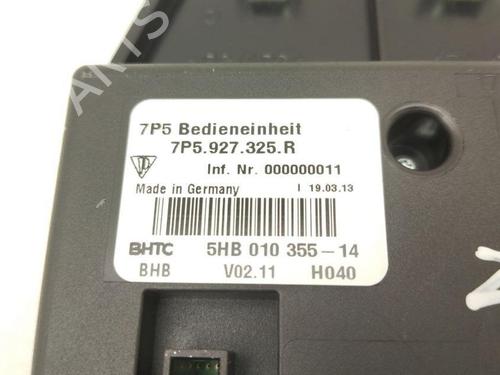 7P5 Bedieneinheit
7P5.927.325.R
Inf. Nr. 000000011
Made in Germany I 19.03.13
BHTC 5HB 010 355-14
BHB V02.11 H040